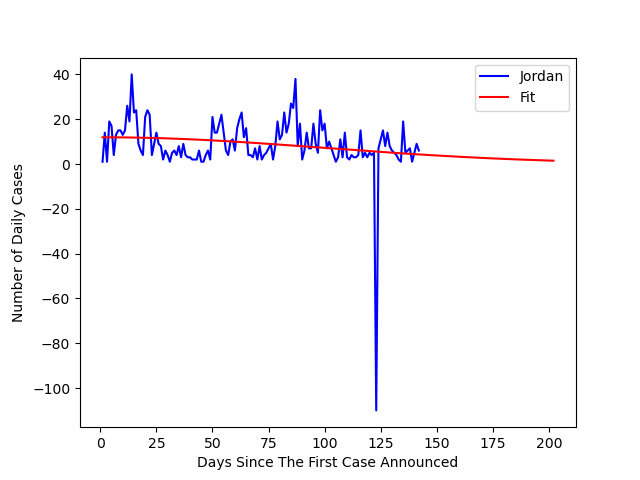 Jordan
Fit
40
20
0
−20
−40
−60
−80
−100
Number of Daily Cases
0 25 50 75 100 125 150 175 200
Days Since The First Case Announced